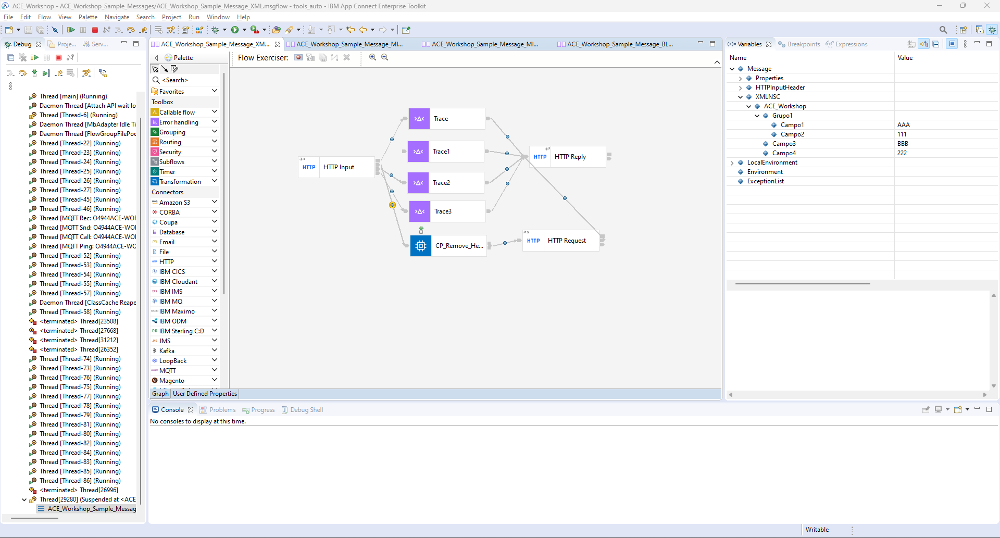 ACE_Workshop - ACE_Workshop_Sample_Messages/ACE_Workshop_Sample_Message_XML.msgflow - tools_auto - IBM App Connect Enterprise Toolkit
File Edit Flow View Palette Navigate Search Project Run Window Help
Debug Proje... Serv...
Thread [main] (Running)
Daemon Thread [Attach API wait lo
Thread [Thread-6] (Running)
Daemon Thread [MbAdapter Idle Ti
Daemon Thread [FlowGroupFilePoc
Thread [Thread-22] (Running)
Thread [Thread-23] (Running)
Thread [Thread-24] (Running)
Thread [Thread-25] (Running)
Thread [Thread-26] (Running)
Thread [Thread-27] (Running)
Thread [Thread-45] (Running)
Thread [Thread-46] (Running)
Thread [MQTT Rec: O4944ACE-WOR
Thread [MQTT Snd: O4944ACE-WOI
Thread [MQTT Call: O4944ACE-WOI
Thread [MQTT Ping: O4944ACE-WO
Thread [Thread-52] (Running)
Thread [Thread-53] (Running)
Thread [Thread-54] (Running)
Thread [Thread-55] (Running)
Thread [Thread-57] (Running)
Daemon Thread [ClassCache Reape
Thread [Thread-58] (Running)
<terminated> Thread[23508]
<terminated> Thread[27668]
<terminated> Thread[31212]
<terminated> Thread[26352]
Thread [Thread-74] (Running)
Thread [Thread-73] (Running)
Thread [Thread-76] (Running)
Thread [Thread-75] (Running)
Thread [Thread-77] (Running)
Thread [Thread-78] (Running)
Thread [Thread-79] (Running)
Thread [Thread-81] (Running)
Thread [Thread-80] (Running)
Thread [Thread-82] (Running)
Thread [Thread-84] (Running)
Thread [Thread-83] (Running)
Thread [Thread-85] (Running)
Thread [Thread-86] (Running)
<terminated> Thread[26996]
Thread[29280] (Suspended at <ACE
ACE_Workshop_Sample_Messag
ACE_Workshop_Sample_Message_XM... ACE_Workshop_Sample_Message_MI... ACE_Workshop_Sample_Message_MI... ACE_Workshop_Sample_Message_BL...
Palette
<Search>
Favorites
Toolbox
Callable flow
Error handling
Grouping
Routing
Security
Subflows
Timer
Transformation
Connectors
Amazon S3
CORBA
Coupa
Database
Email
File
HTTP
IBM CICS
IBM Cloudant
IBM IMS
IBM MQ
IBM Maximo
IBM ODM
IBM Sterling C:D
JMS
Kafka
LoopBack
MQTT
Magento
Flow Exerciser:
Trace
Trace1
HTTP HTTP Reply
HTTP HTTP Input
Trace2
Trace3
HTTP HTTP Request
CP_Remove_He...
Graph User Defined Properties
Console Problems Progress Debug Shell
No consoles to display at this time.
(x)= Variables Breakpoints Expressions
Name Value
Message
Properties
HTTPInputHeader
XMLNSC
ACE_Workshop
Grupo1
Campo1 AAA
Campo2 111
Campo3 BBB
Campo4 222
LocalEnvironment
Environment
ExceptionList
Writable